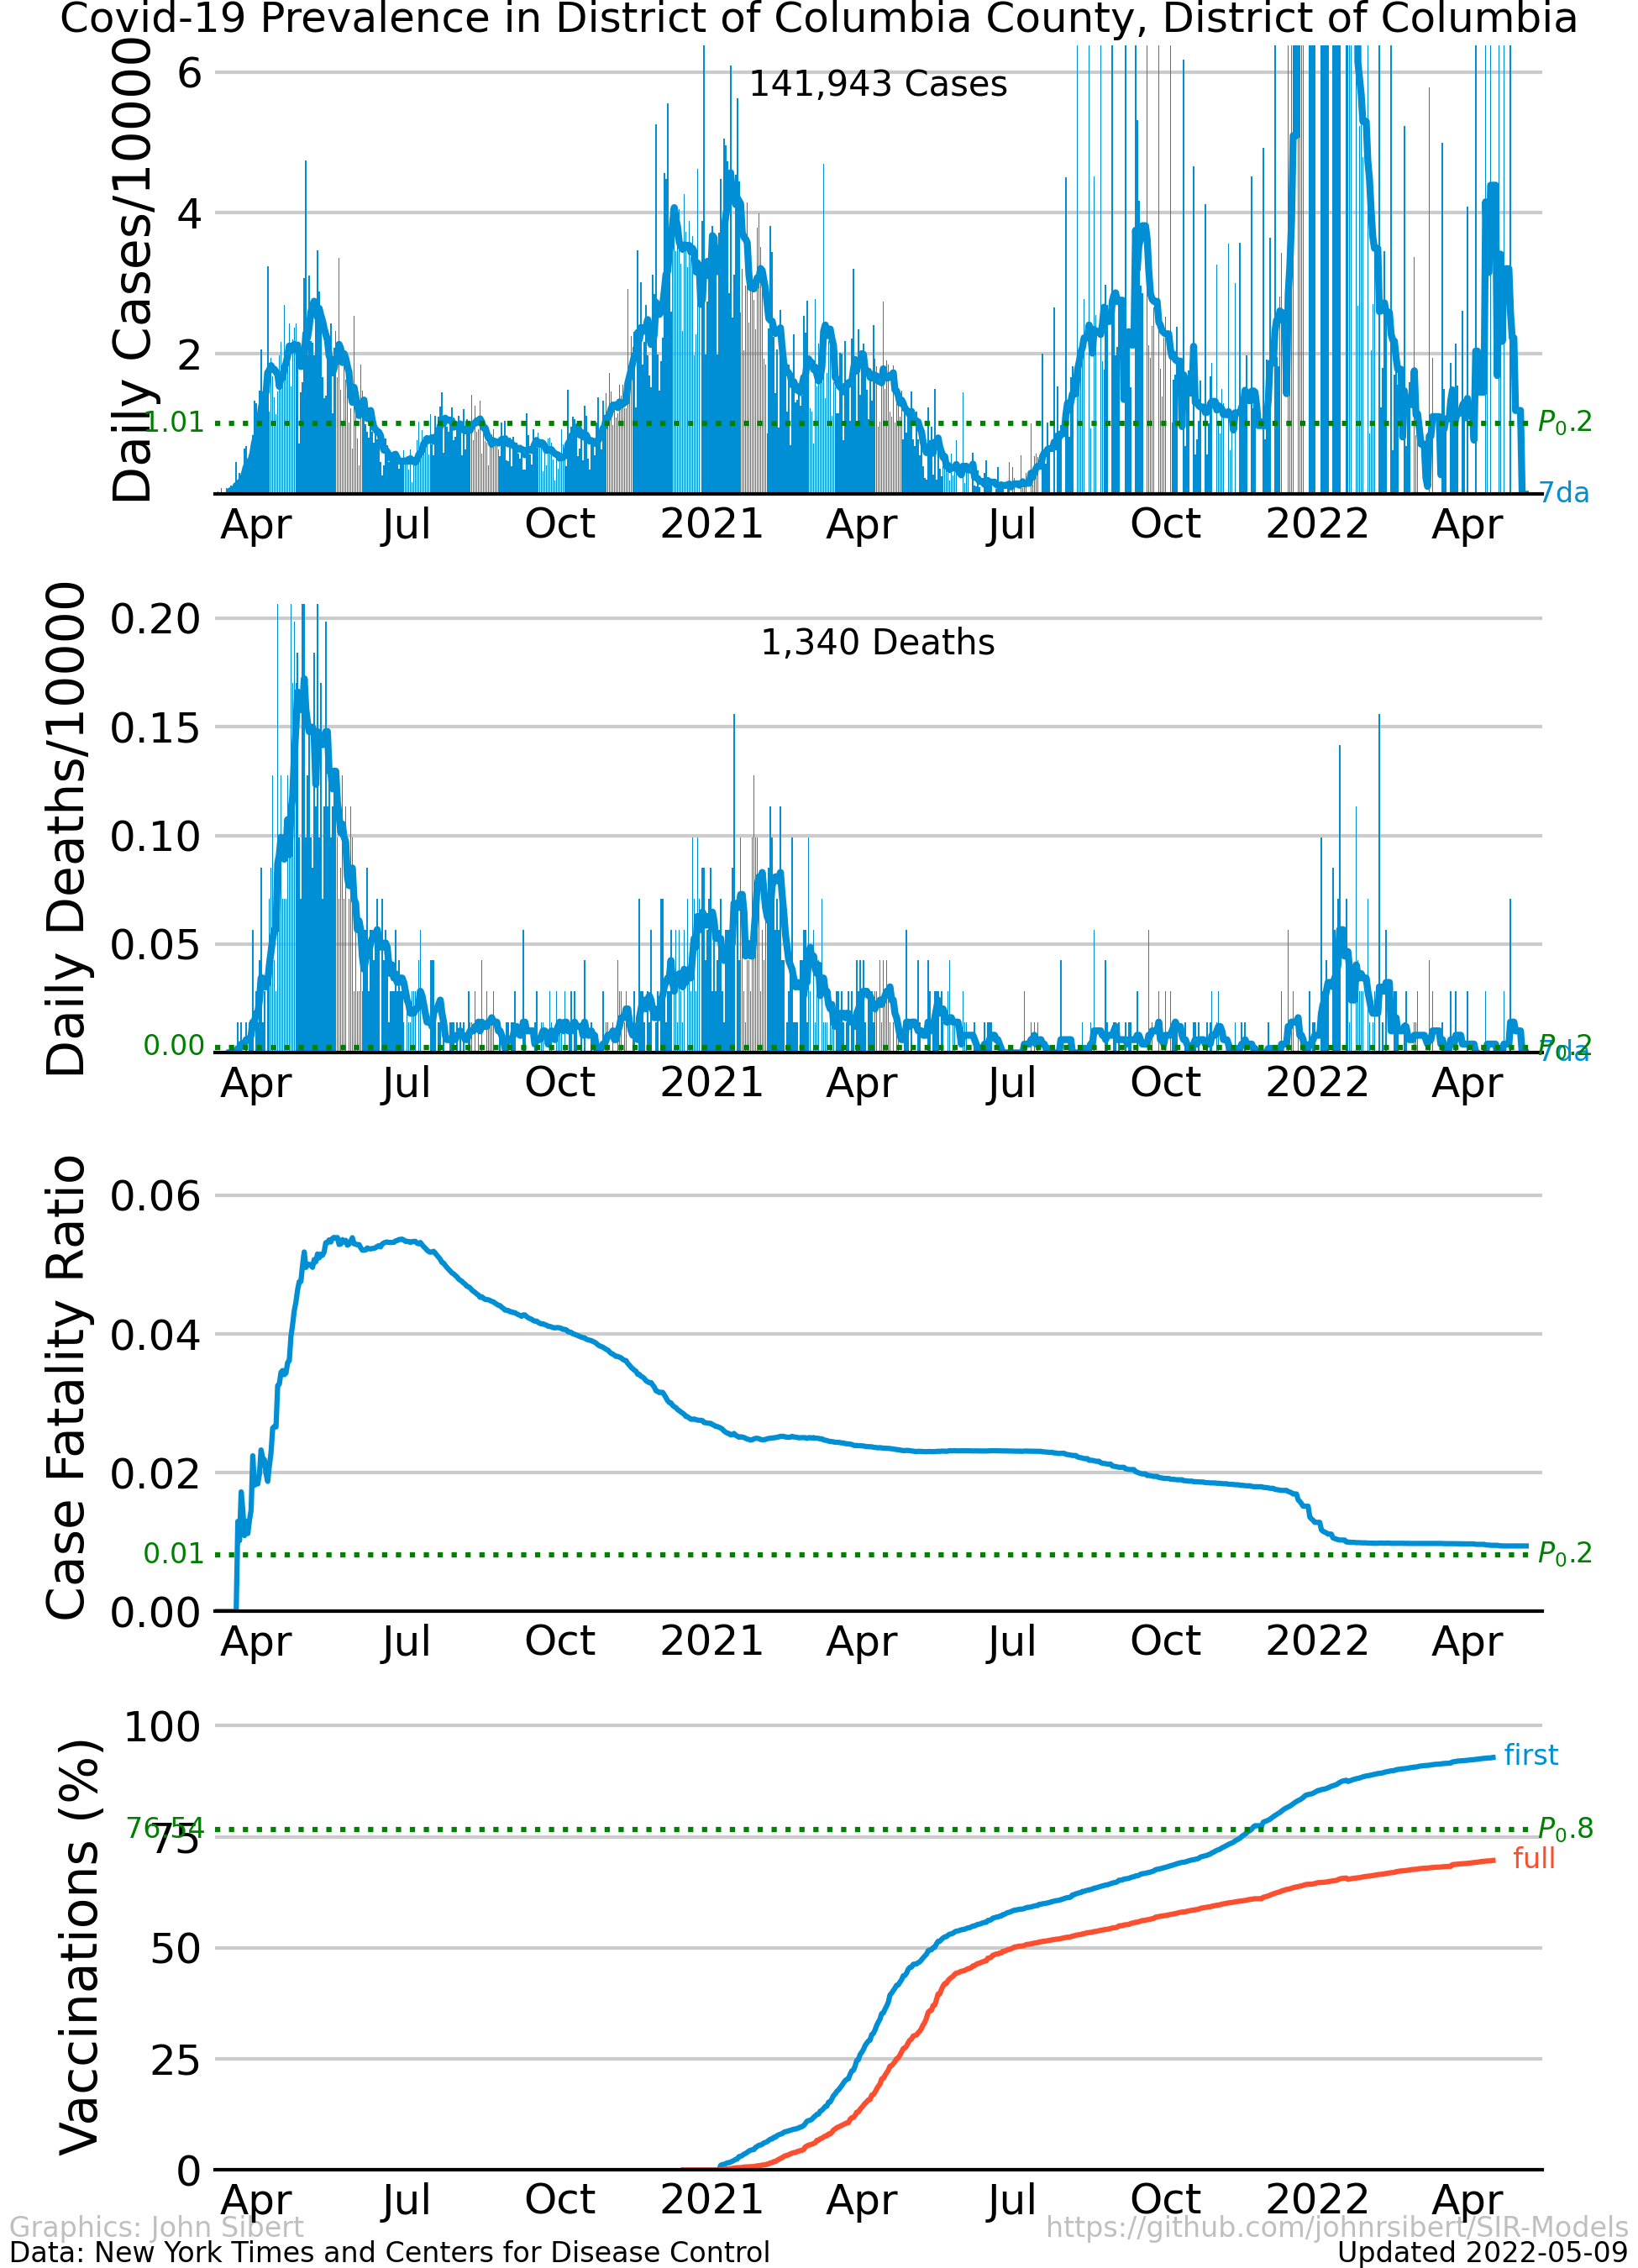 Covid-19 Prevalence in District of Columbia County, District of Columbia
Daily Cases/10000
6
4
2
1.01
141,943 Cases
P0.2
7da
Apr Jul Oct 2021 Apr Jul Oct 2022 Apr
Daily Deaths/10000
0.20
0.15
0.10
0.05
0.00
1,340 Deaths
P0.2
7da
Apr Jul Oct 2021 Apr Jul Oct 2022 Apr
Case Fatality Ratio
0.06
0.04
0.02
0.01
0.00
P0.2
Apr Jul Oct 2021 Apr Jul Oct 2022 Apr
Vaccinations (%)
100
76.54
75
50
25
0
first
P0.8
full
Apr Jul Oct 2021 Apr Jul Oct 2022 Apr
Graphics: John Sibert https://github.com/johnrsibert/SIR-Models
Data: New York Times and Centers for Disease Control Updated 2022-05-09